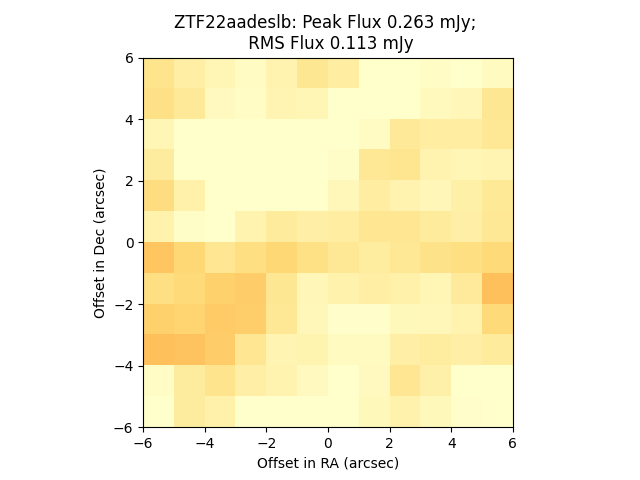 ZTF22aadeslb: Peak Flux 0.263 mJy;
RMS Flux 0.113 mJy
6
4
2
0
−2
−4
−6
Offset in Dec (arcsec)
−6 −4 −2 0 2 4 6
Offset in RA (arcsec)